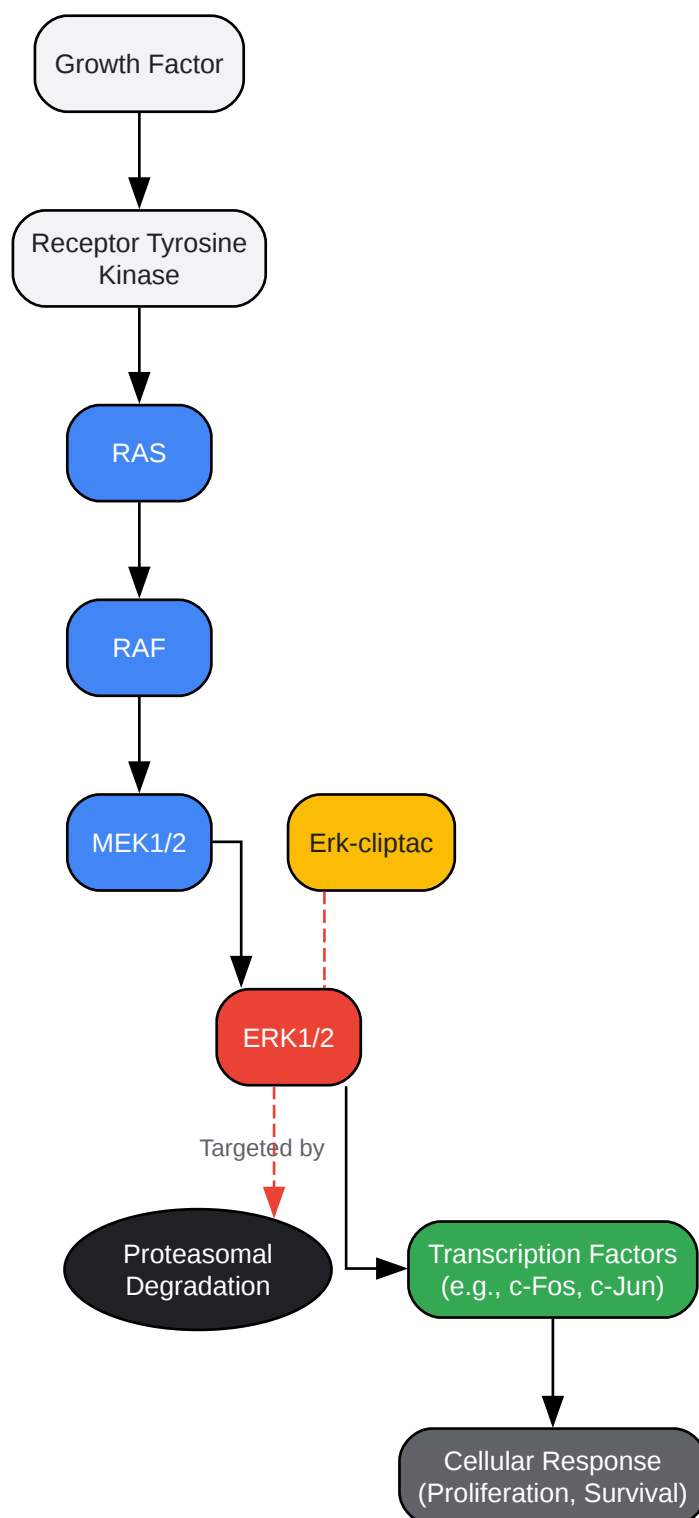 Growth Factor
Receptor Tyrosine
Kinase
RAS
RAF
MEK1/2
Erk-cliptac
ERK1/2
Targeted by
Proteasomal
Degradation
Transcription Factors
(e.g., c-Fos, c-Jun)
Cellular Response
(Proliferation, Survival)